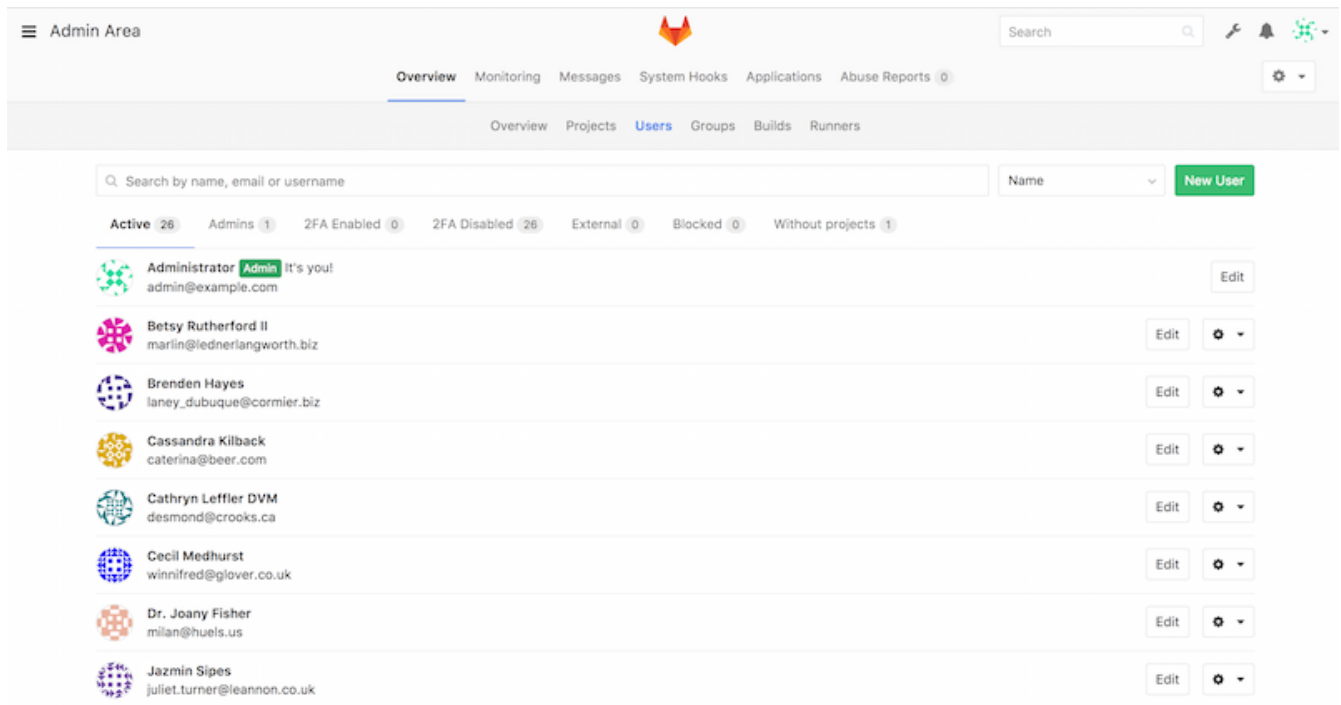 Admin Area
Search
Overview Monitoring Messages System Hooks Applications Abuse Reports 0
Overview Projects Users Groups Builds Runners
Search by name, email or username
Name
New User
Active 26 Admins 1 2FA Enabled 0 2FA Disabled 26 External 0 Blocked 0 Without projects 1
Administrator Admin It's you!
admin@example.com
Edit
Betsy Rutherford II
marlin@lednerlangworth.biz
Edit
Brenden Hayes
laney_dubuque@cormier.biz
Edit
Cassandra Kilback
caterina@beer.com
Edit
Cathryn Leffler DVM
desmond@crooks.ca
Edit
Cecil Medhurst
winnifred@glover.co.uk
Edit
Dr. Joany Fisher
milan@huels.us
Edit
Jazmin Sipes
juliet.turner@leannon.co.uk
Edit